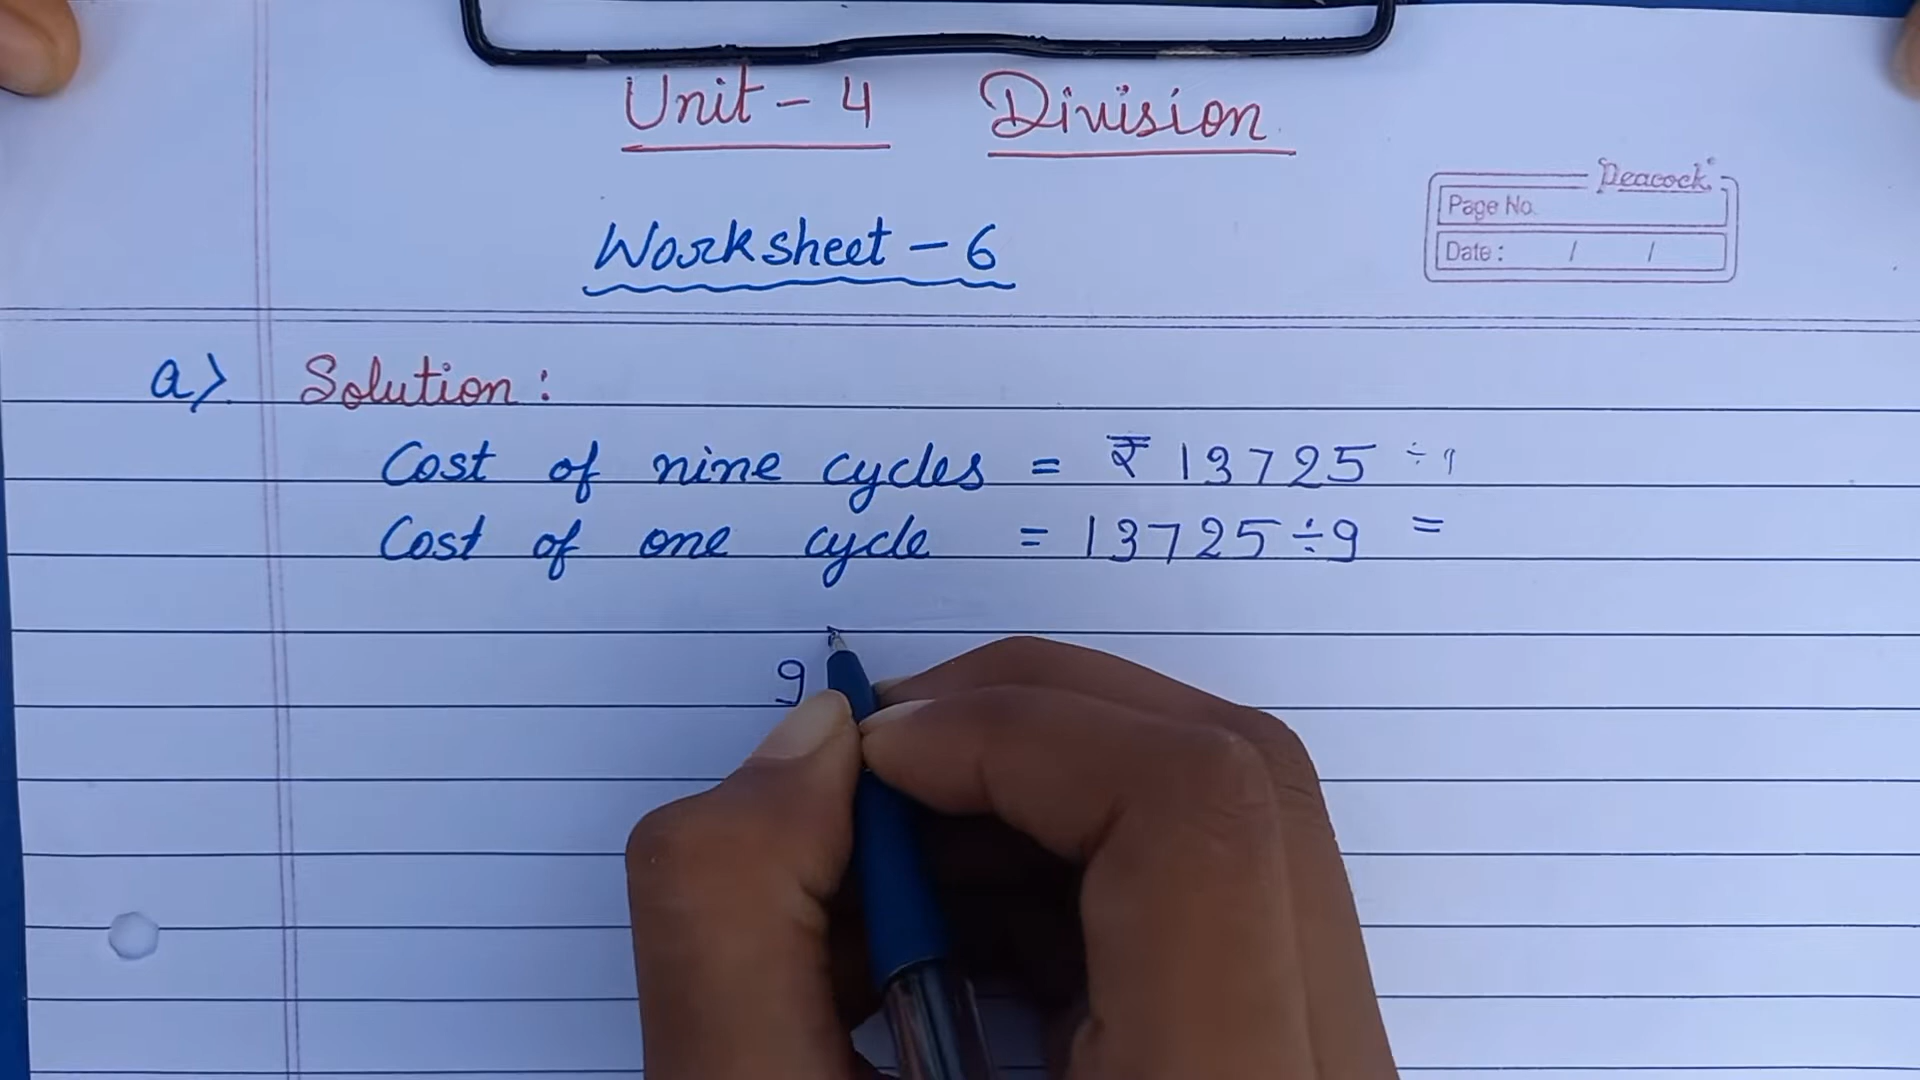 Unit - 4 Division
Worksheet - 6
Peacock
Page No.
Date : / /
a) Solution :
Cost of nine cycles = ₹ 13725 ÷ 9
Cost of one cycle = 13725 ÷ 9 =
9